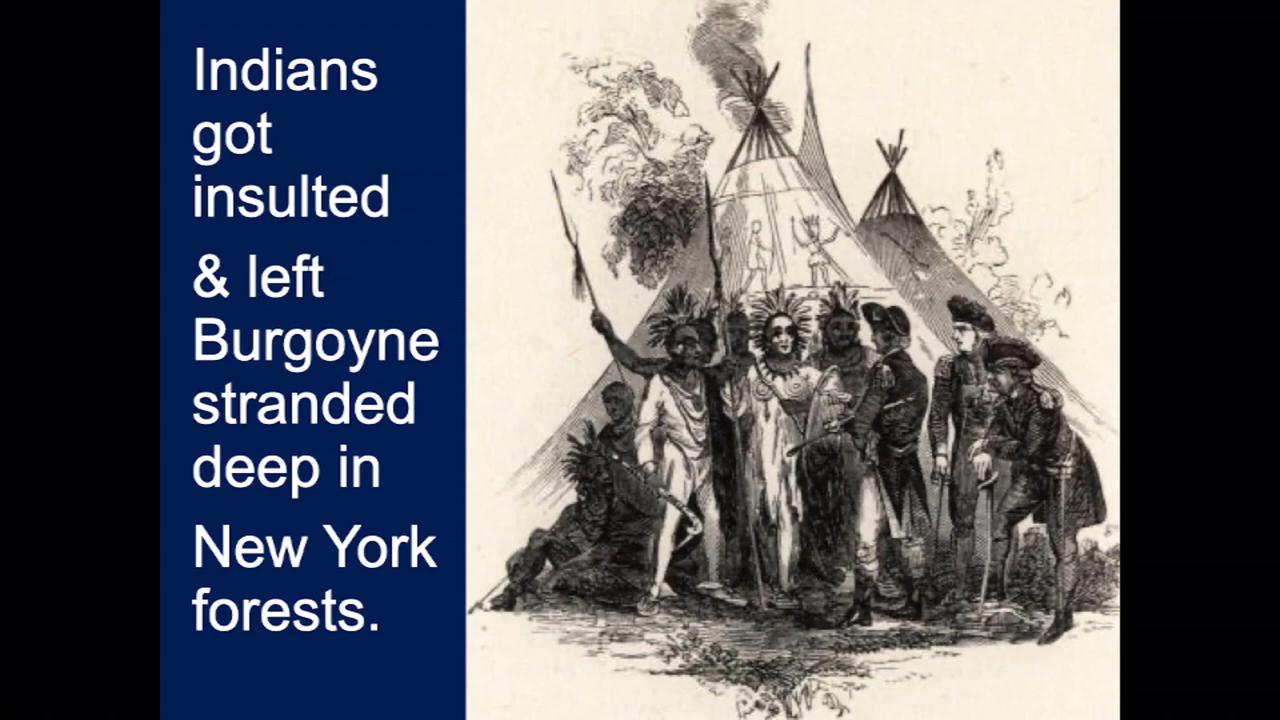 Indians
got
insulted
& left
Burgoyne
stranded
deep in
New York
forests.